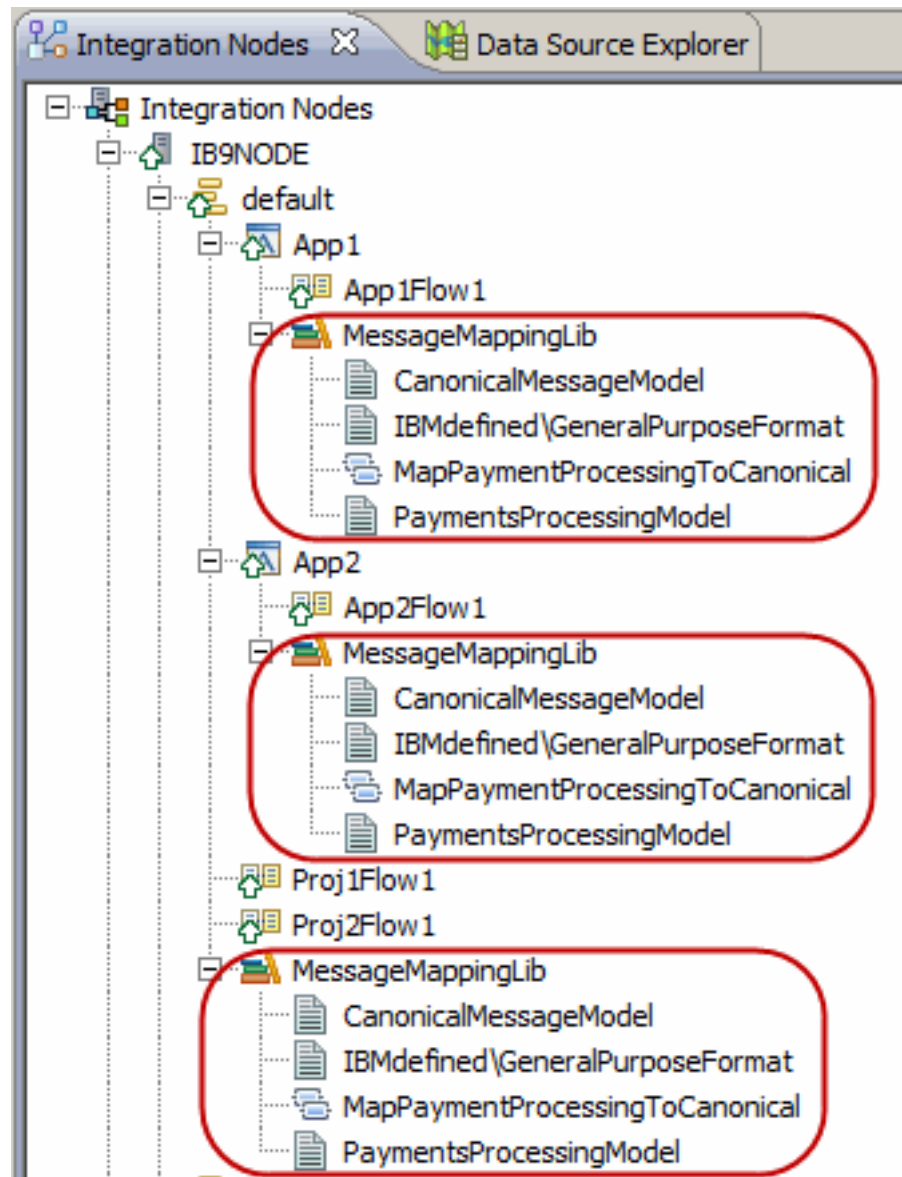 Integration Nodes Data Source Explorer
Integration Nodes
IB9NODE
default
App1
App1Flow1
MessageMappingLib
CanonicalMessageModel
IBMdefined\GeneralPurposeFormat
MapPaymentProcessingToCanonical
PaymentsProcessingModel
App2
App2Flow1
MessageMappingLib
CanonicalMessageModel
IBMdefined\GeneralPurposeFormat
MapPaymentProcessingToCanonical
PaymentsProcessingModel
Proj1Flow1
Proj2Flow1
MessageMappingLib
CanonicalMessageModel
IBMdefined\GeneralPurposeFormat
MapPaymentProcessingToCanonical
PaymentsProcessingModel